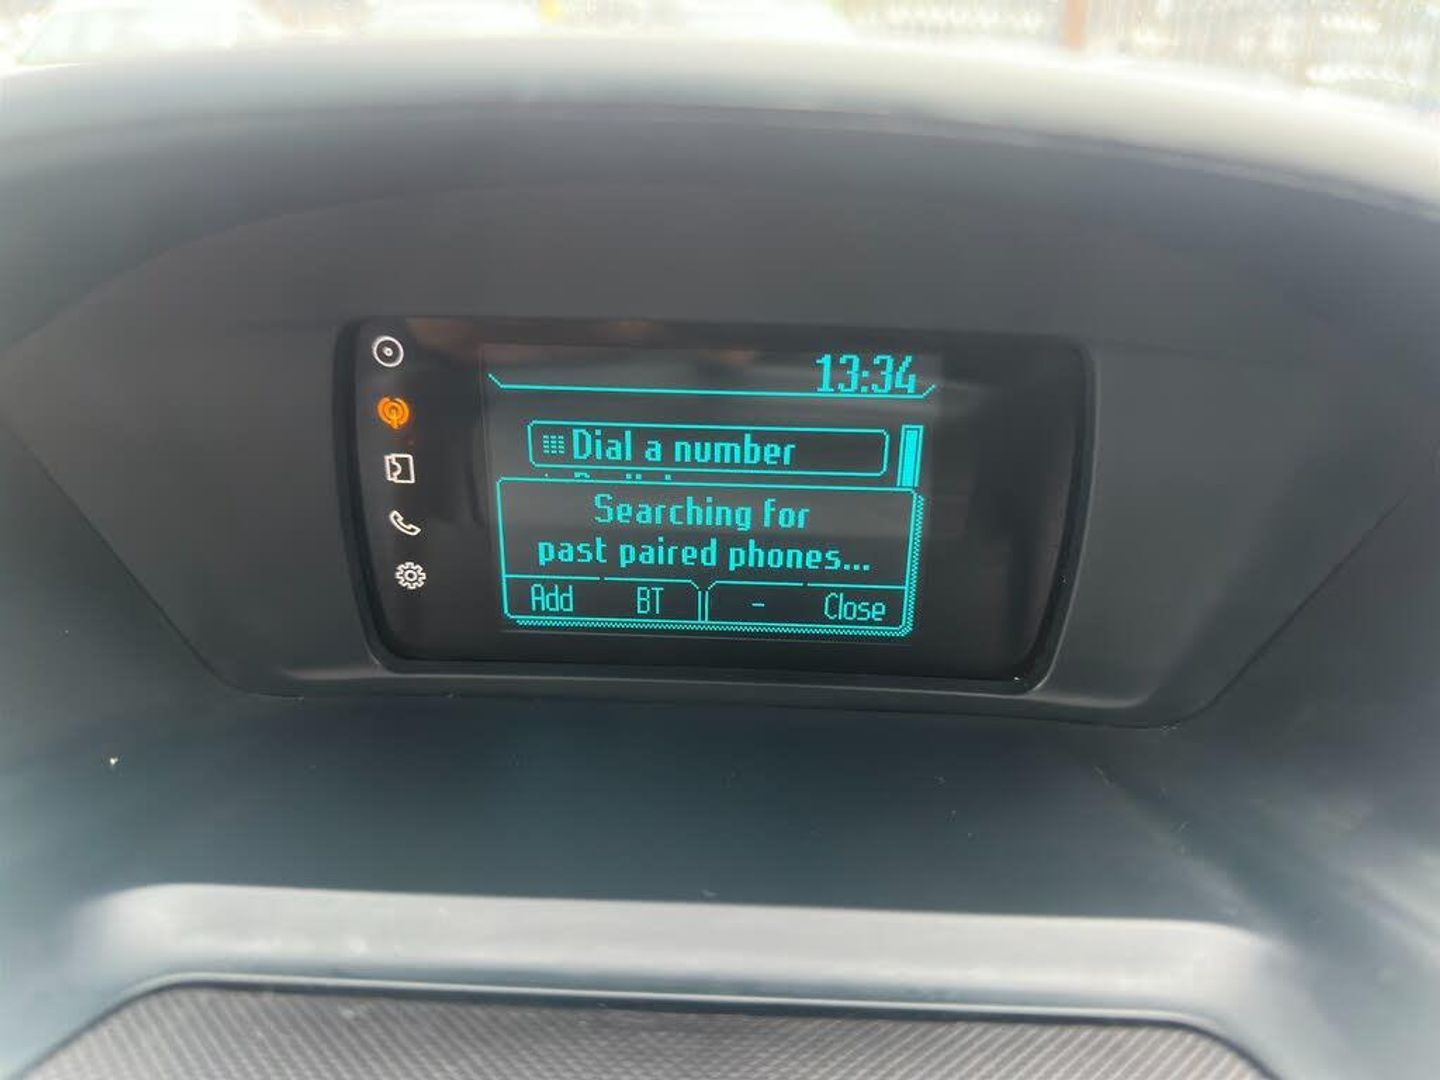 13:34
Dial a number
Searching for
past paired phones...
Add BT - Close